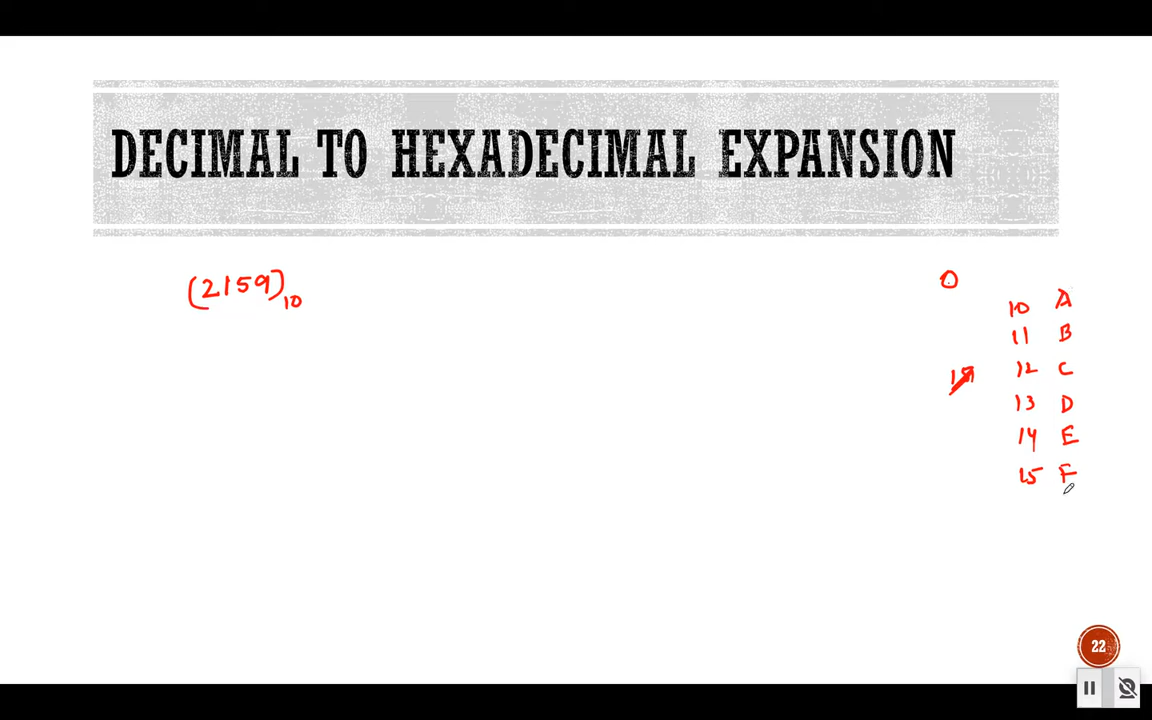 DECIMAL TO HEXADECIMAL EXPANSION
(2159)10
0
10 A
11 B
12 C
13 D
14 E
15 F
22